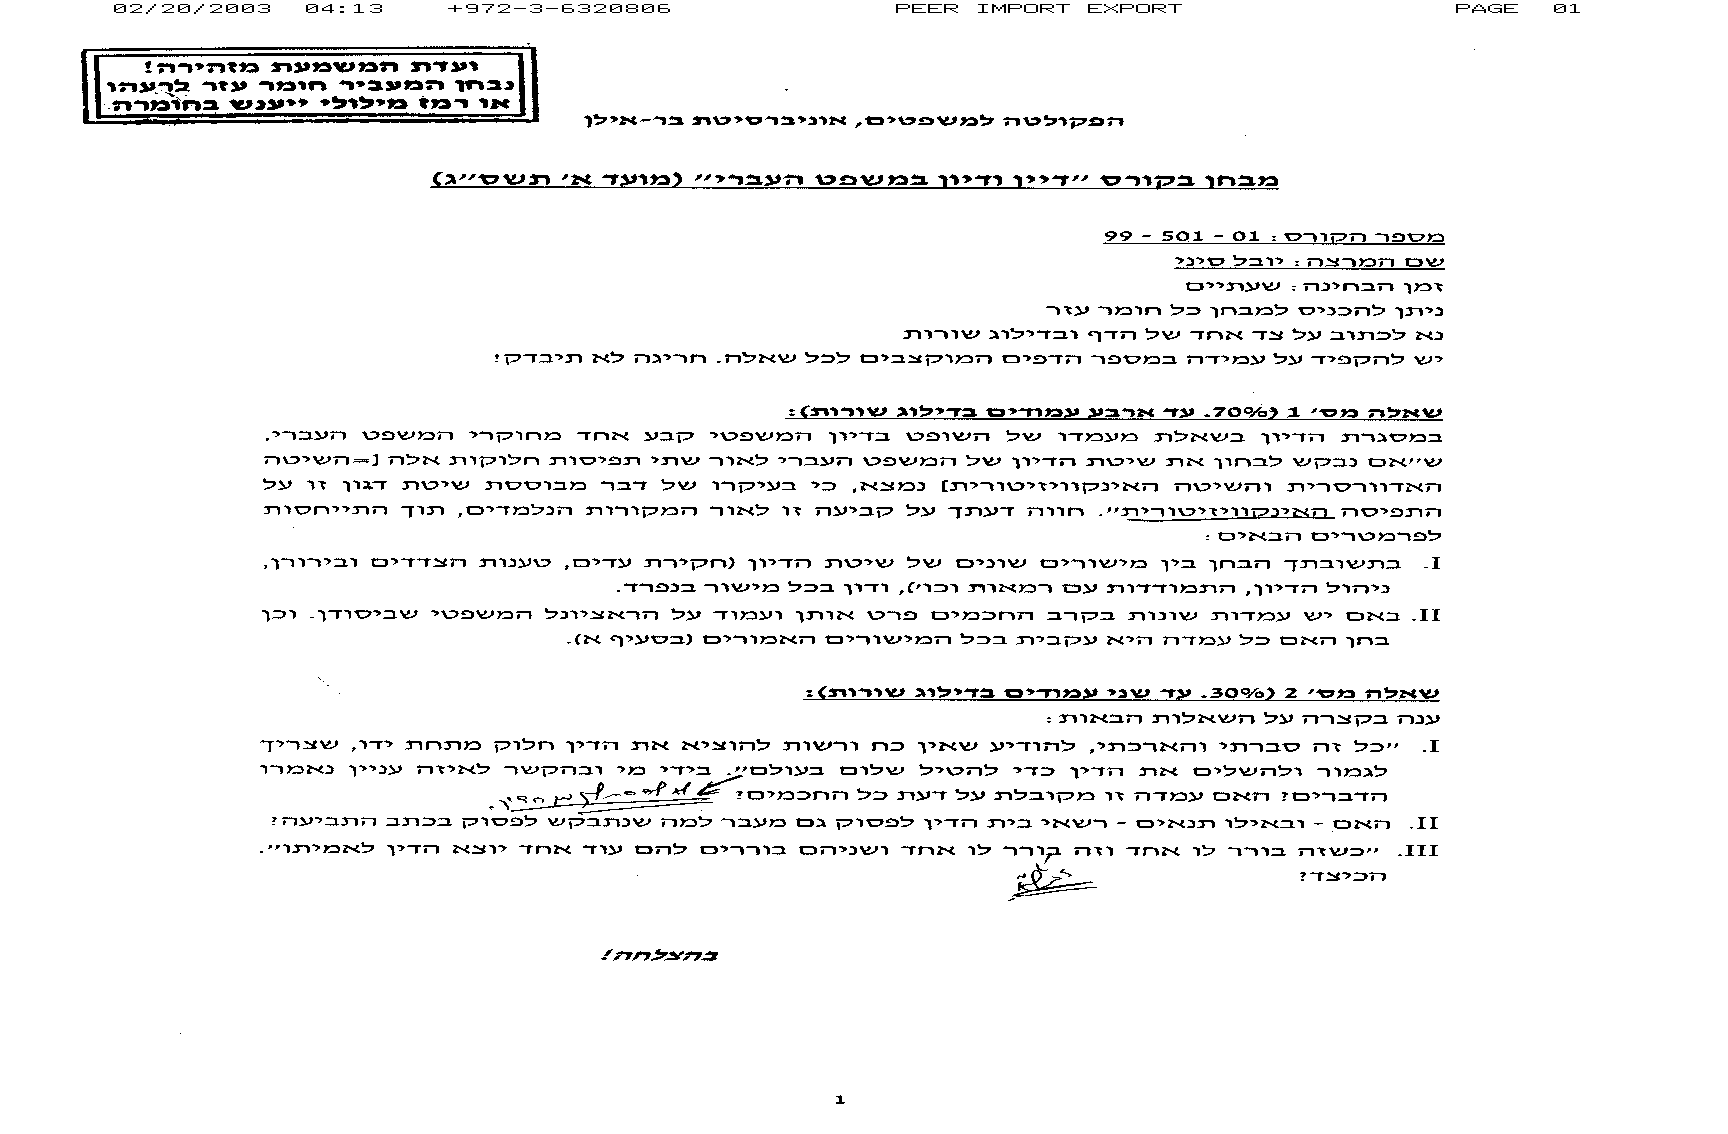 02/20/2003 04:13 +972-3-6320806 PEER IMPORT EXPORT PAGE 01
ועדת המשמעת מזהירה!
נבחן המעביר חומר עזר לרעהו
או רמז מילולי ייענש בחומרה
הפקולטה למשפטים, אוניברסיטת בר-אילן
מבחן בקורס "דיין ודיון במשפט העברי" (מועד א' תשס"ג)
מספר הקורס: 01 - 501 - 99
שם המרצה: יובל סיני
זמן הבחינה: שעתיים
ניתן להכניס למבחן כל חומר עזר
נא לכתוב על צד אחד של הדף ובדילוג שורות
יש להקפיד על עמידה במספר הדפים המוקצבים לכל שאלה. חריגה לא תיבדק!
שאלה מס' 1 (70%. עד ארבע עמודים בדילוג שורות):
במסגרת הדיון בשאלת מעמדו של השופט בדיון המשפטי קבע אחד מחוקרי המשפט העברי,
ש"אם נבקש לבחון את שיטת הדיון של המשפט העברי לאור שתי תפיסות חלוקות אלה [=השיטה
האדוורסרית והשיטה האינקוויזיטורית] נמצא, כי בעיקרו של דבר מבוססת שיטת דגון זו על
התפיסה האינקוויזיטורית". חווה דעתך על קביעה זו לאור המקורות הנלמדים, תוך התייחסות
לפרמטרים הבאים:
I. בתשובתך הבחן בין מישורים שונים של שיטת הדיון (חקירת עדים, טענות הצדדים ובירורן,
ניהול הדיון, התמודדות עם רמאות וכו'), ודון בכל מישור בנפרד.
II. באם יש עמדות שונות בקרב החכמים פרט אותן ועמוד על הראציונל המשפטי שביסודן. וכן
בחן האם כל עמדה היא עקבית בכל המישורים האמורים (בסעיף א).
שאלה מס' 2 (30%. עד שני עמודים בדילוג שורות):
ענה בקצרה על השאלות הבאות:
I. "כל זה סברתי והארכתי, להודיע שאין כח ורשות להוציא את הדין חלוק מתחת ידו, שצריך
לגמור ולהשלים את הדין כדי להטיל שלום בעולם". בידי מי ובהקשר לאיזה עניין נאמרו
הדברים? האם עמדה זו מקובלת על דעת כל החכמים?
II. האם - ובאילו תנאים - רשאי בית הדין לפסוק גם מעבר למה שנתבקש לפסוק בכתב התביעה?
III. "כשזה בורר לו אחד וזה בורר לו אחד ושניהם בוררים להם עוד אחד יוצא הדין לאמיתו".
הכיצד?
בהצלחה!
1